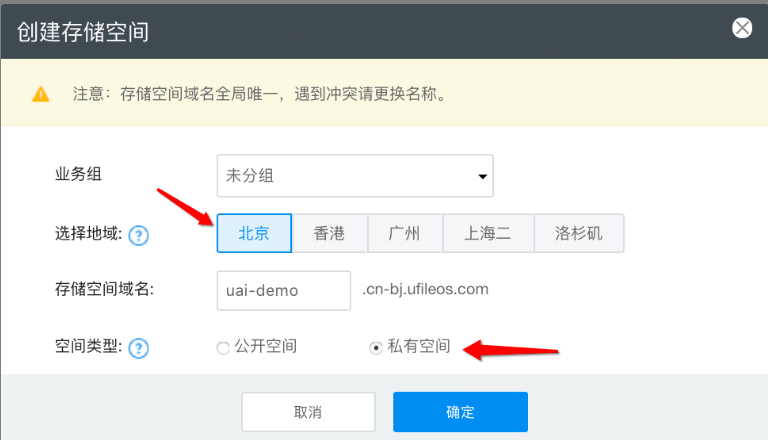 创建存储空间
注意：存储空间域名全局唯一，遇到冲突请更换名称。
业务组 未分组
选择地域: ? 北京 香港 广州 上海二 洛杉矶
存储空间域名: uai-demo .cn-bj.ufileos.com
空间类型: ? 公开空间 私有空间
取消 确定